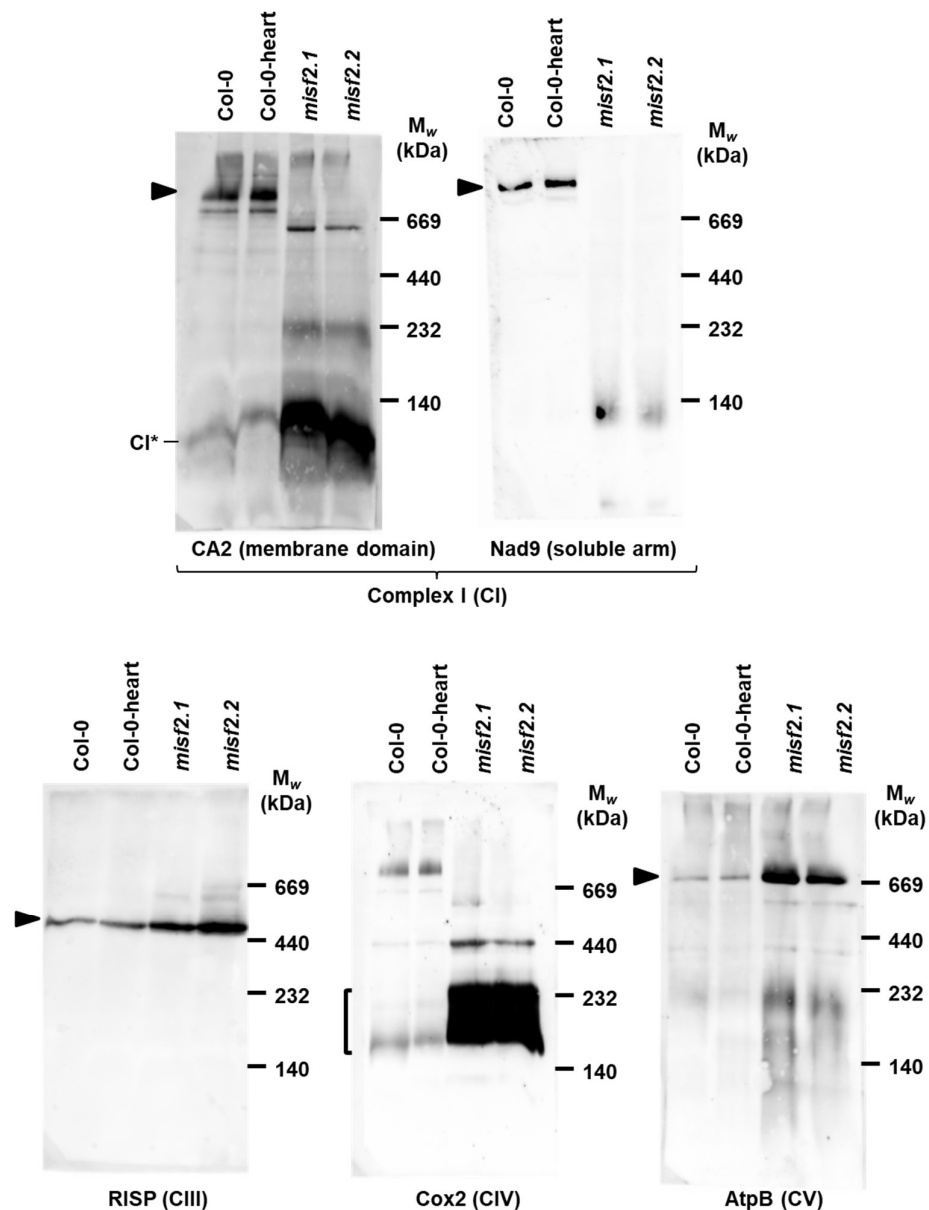 Col-0
Col-0-heart
misf2.1
misf2.2
Mw
(kDa)
669
440
232
140
CI*
CA2 (membrane domain)
Col-0
Col-0-heart
misf2.1
misf2.2
Mw
(kDa)
669
440
232
140
Nad9 (soluble arm)
Complex I (CI)
Col-0
Col-0-heart
misf2.1
misf2.2
Mw
(kDa)
669
440
232
140
RISP (CIII)
Col-0
Col-0-heart
misf2.1
misf2.2
Mw
(kDa)
669
440
232
140
Cox2 (CIV)
Col-0
Col-0-heart
misf2.1
misf2.2
Mw
(kDa)
669
440
232
140
AtpB (CV)